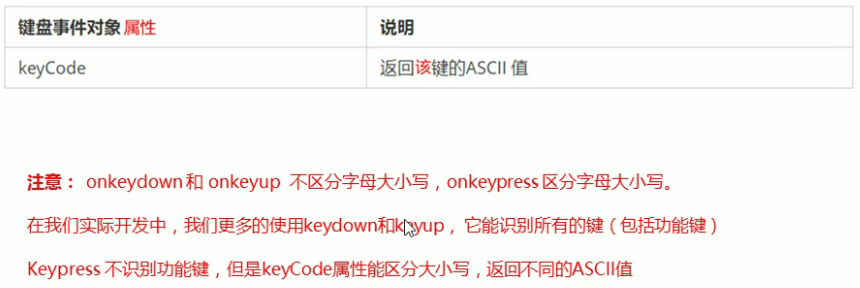 键盘事件对象 属性 说明
keyCode 返回该键的ASCII 值
注意： onkeydown 和 onkeyup 不区分字母大小写，onkeypress 区分字母大小写。
在我们实际开发中，我们更多的使用keydown和keyup， 它能识别所有的键（包括功能键）
Keypress 不识别功能键，但是keyCode属性能区分大小写，返回不同的ASCII值